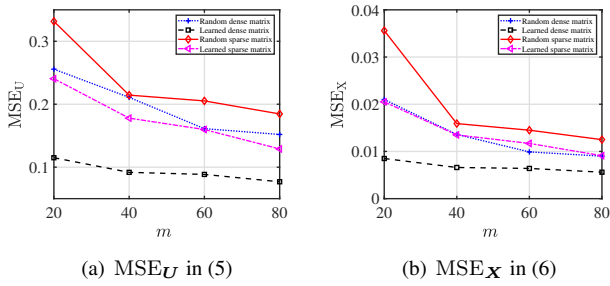 MSE_U
0.3
0.2
0.1
Random dense matrix
Learned dense matrix
Random sparse matrix
Learned sparse matrix
20 40 60 80
m
(a) MSE_U in (5)
MSE_X
0.04
0.03
0.02
0.01
0
Random dense matrix
Learned dense matrix
Random sparse matrix
Learned sparse matrix
20 40 60 80
m
(b) MSE_X in (6)